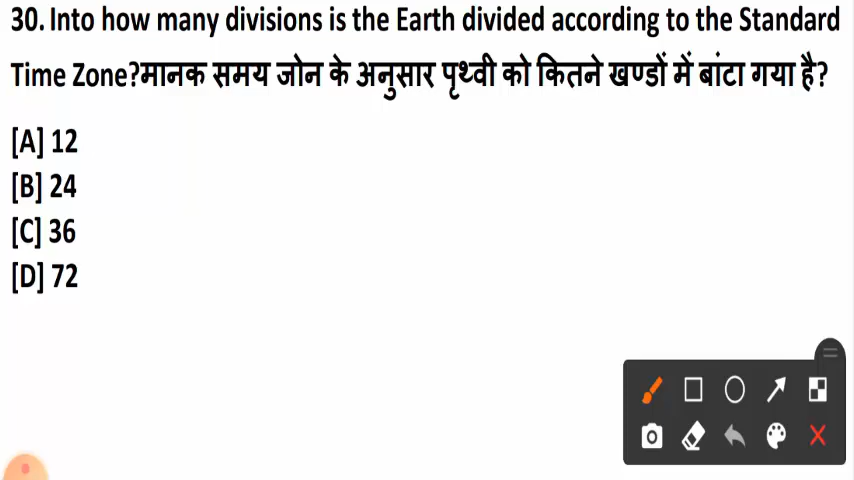 30. Into how many divisions is the Earth divided according to the Standard
Time Zone?मानक समय जोन के अनुसार पृथ्वी को कितने खण्डों में बांटा गया है?
[A] 12
[B] 24
[C] 36
[D] 72